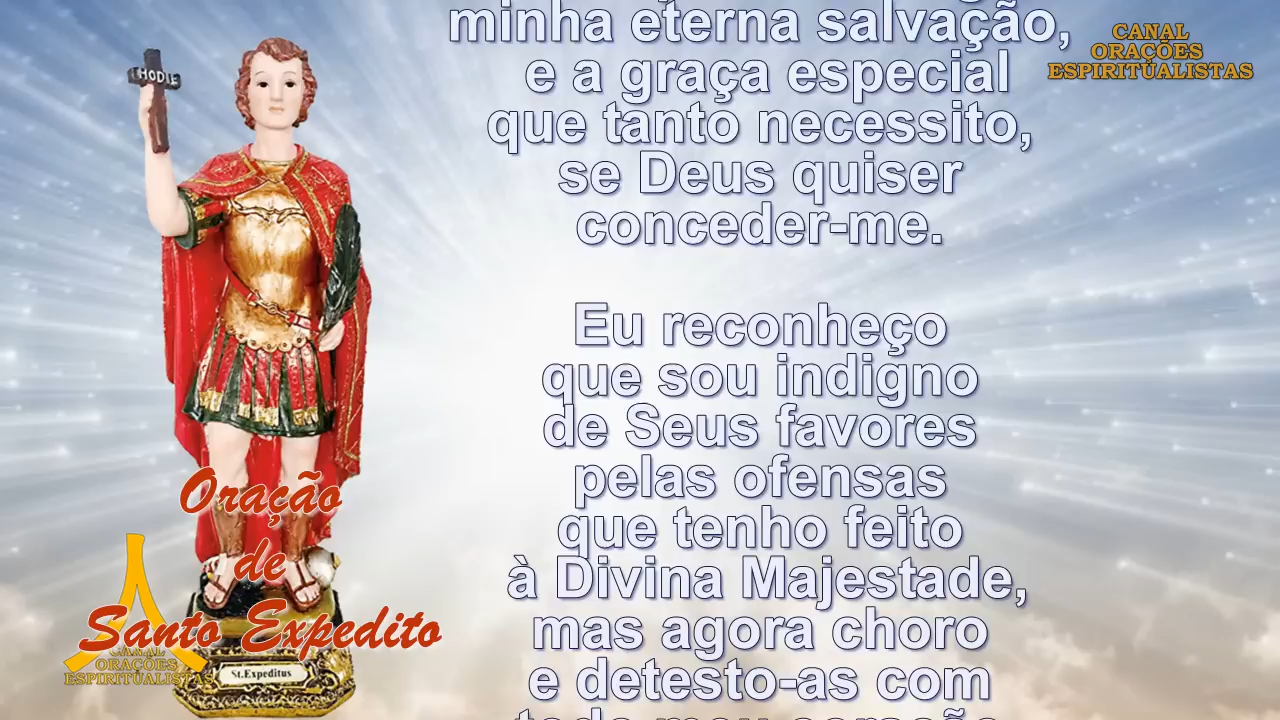 minha eterna salvação,
e a graça especial
que tanto necessito,
se Deus quiser
conceder-me.
Eu reconheço
que sou indigno
de Seus favores
pelas ofensas
que tenho feito
à Divina Majestade,
mas agora choro
e detesto-as com
CANAL
ORAÇÕES
ESPIRITUALISTAS
HODIE
Oração
de
Santo Expedito
CANAL
ORAÇÕES
ESPIRITUALISTAS
St.Expeditus